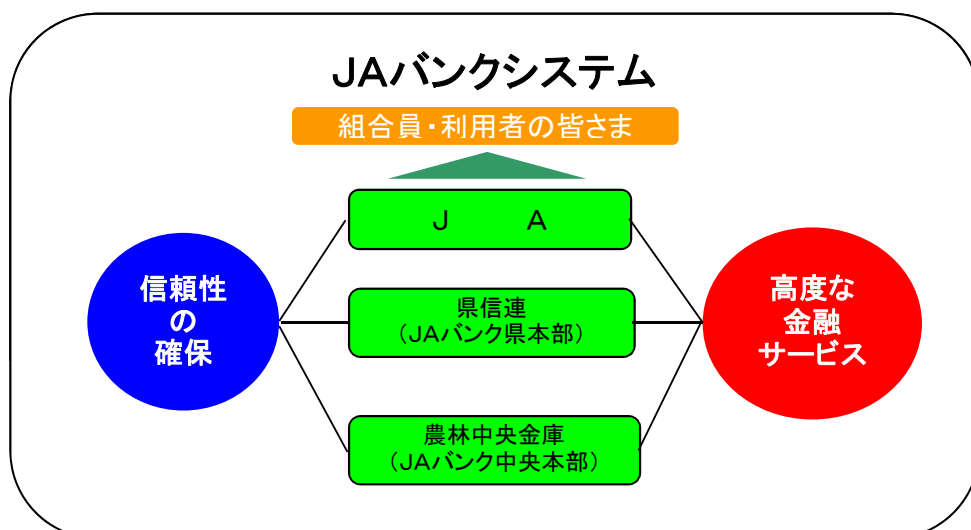 JAバンクシステム
組合員・利用者の皆さま
J A
信頼性
の
確保
県信連
(JAバンク県本部)
農林中央金庫
(JAバンク中央本部)
高度な
金融
サービス